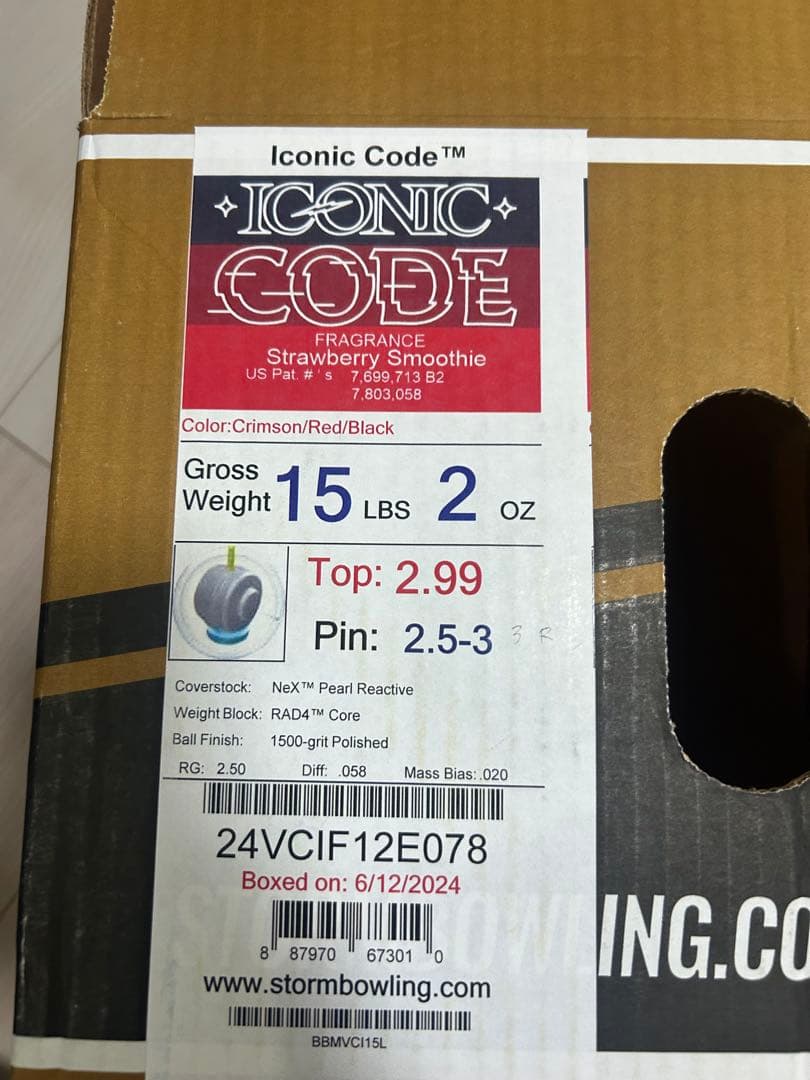 Iconic Code™
ICONIC
CODE
FRAGRANCE
Strawberry Smoothie
US Pat. #'s 7,699,713 B2
7,803,058
Color:Crimson/Red/Black
Gross
Weight 15 LBS 2 OZ
Top: 2.99
Pin: 2.5-3 3 R
Coverstock: NeX™ Pearl Reactive
Weight Block: RAD4™ Core
Ball Finish: 1500-grit Polished
RG: 2.50 Diff: .058 Mass Bias: .020
24VCIF12E078
Boxed on: 6/12/2024
8 87970 67301 0
www.stormbowling.com
BBMVCI15L
ING.CO